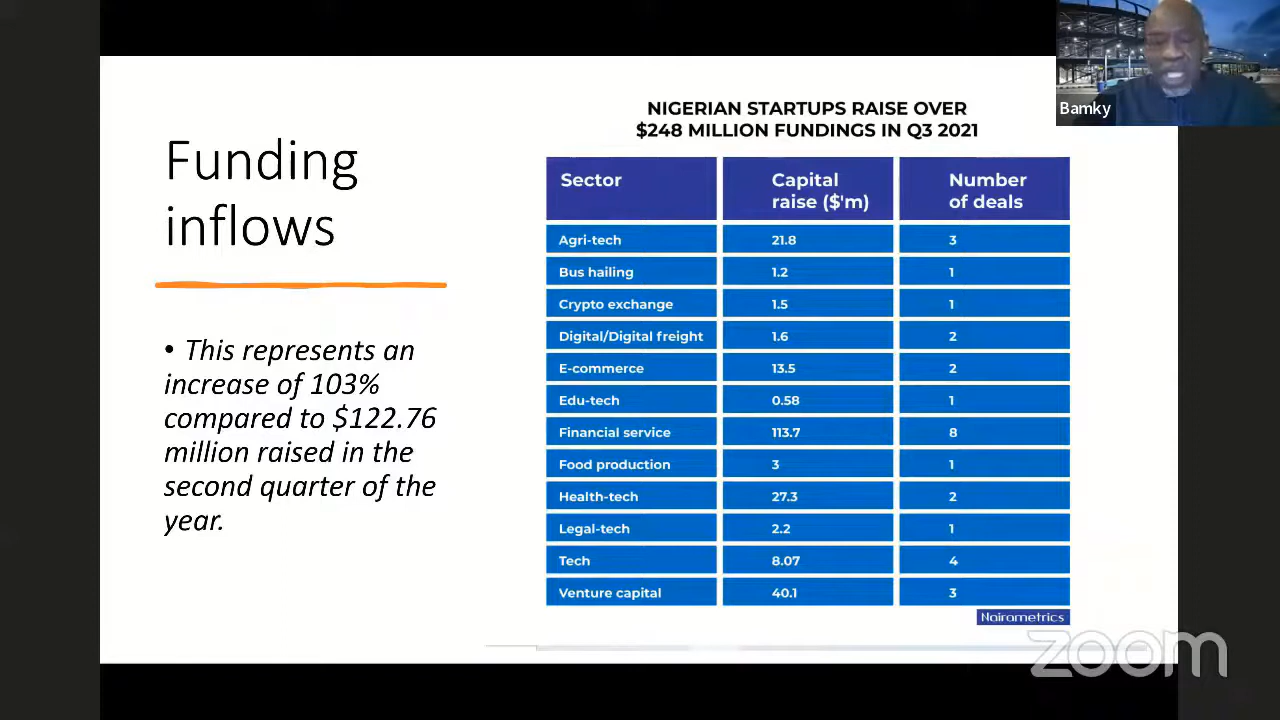 Funding
inflows
• This represents an
increase of 103%
compared to $122.76
million raised in the
second quarter of the
year.
NIGERIAN STARTUPS RAISE OVER
$248 MILLION FUNDINGS IN Q3 2021
Sector Capital raise ($'m) Number of deals
Agri-tech 21.8 3
Bus hailing 1.2 1
Crypto exchange 1.5 1
Digital/Digital freight 1.6 2
E-commerce 13.5 2
Edu-tech 0.58 1
Financial service 113.7 8
Food production 3 1
Health-tech 27.3 2
Legal-tech 2.2 1
Tech 8.07 4
Venture capital 40.1 3
Nairametrics
Bamky
zoom